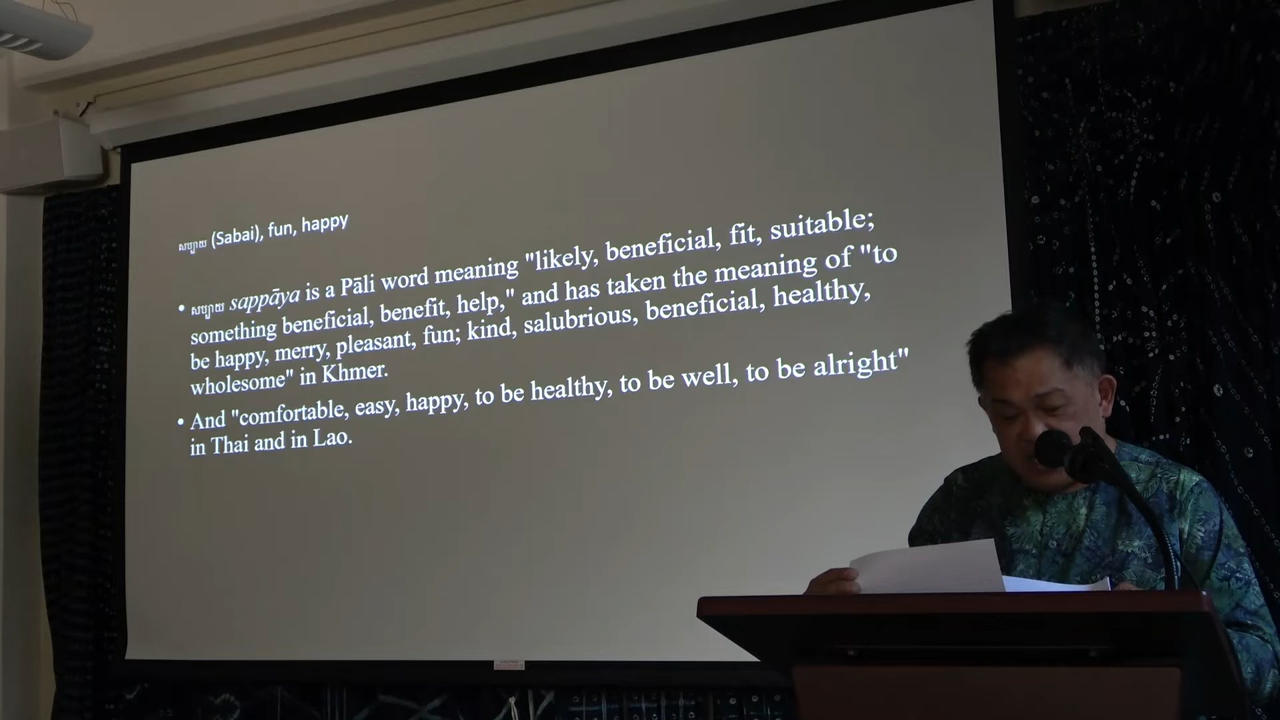 សប្បាយ (Sabai), fun, happy
• សប្បាយ sappāya is a Pāli word meaning "likely, beneficial, fit, suitable;
something beneficial, benefit, help," and has taken the meaning of "to
be happy, merry, pleasant, fun; kind, salubrious, beneficial, healthy,
wholesome" in Khmer.
• And "comfortable, easy, happy, to be healthy, to be well, to be alright"
in Thai and in Lao.